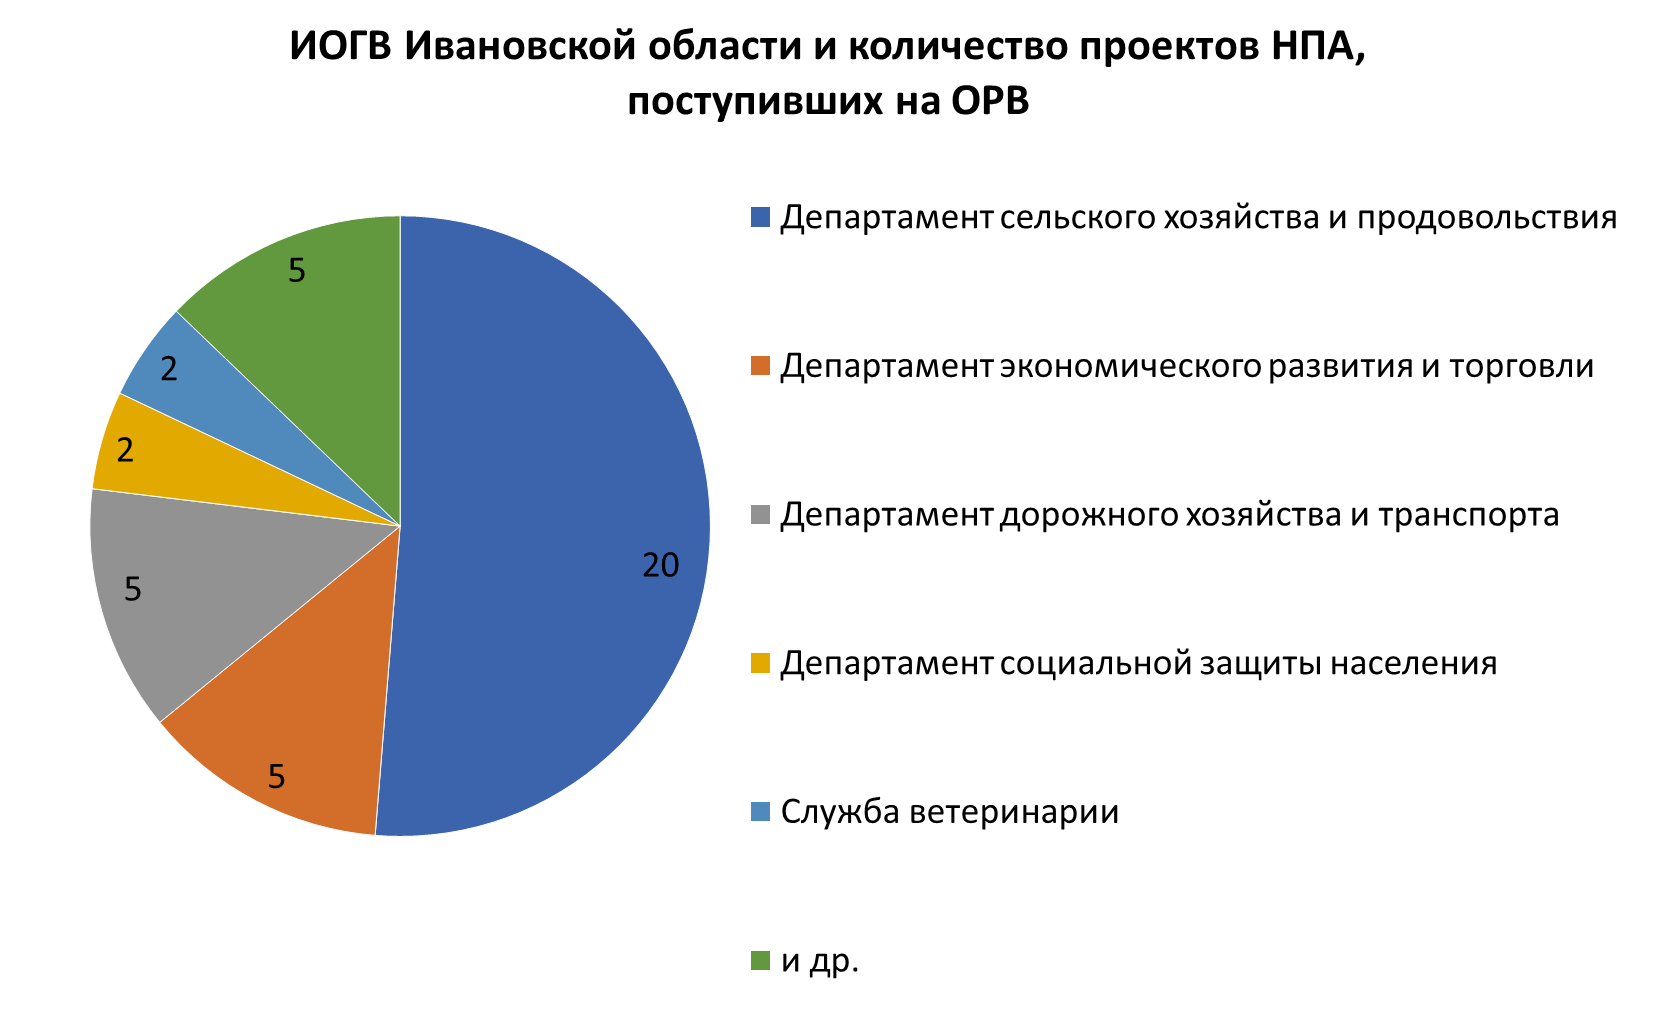 ИОГВ Ивановской области и количество проектов НПА,
поступивших на ОРВ
5
2
2
5
5
20
Департамент сельского хозяйства и продовольствия
Департамент экономического развития и торговли
Департамент дорожного хозяйства и транспорта
Департамент социальной защиты населения
Служба ветеринарии
и др.